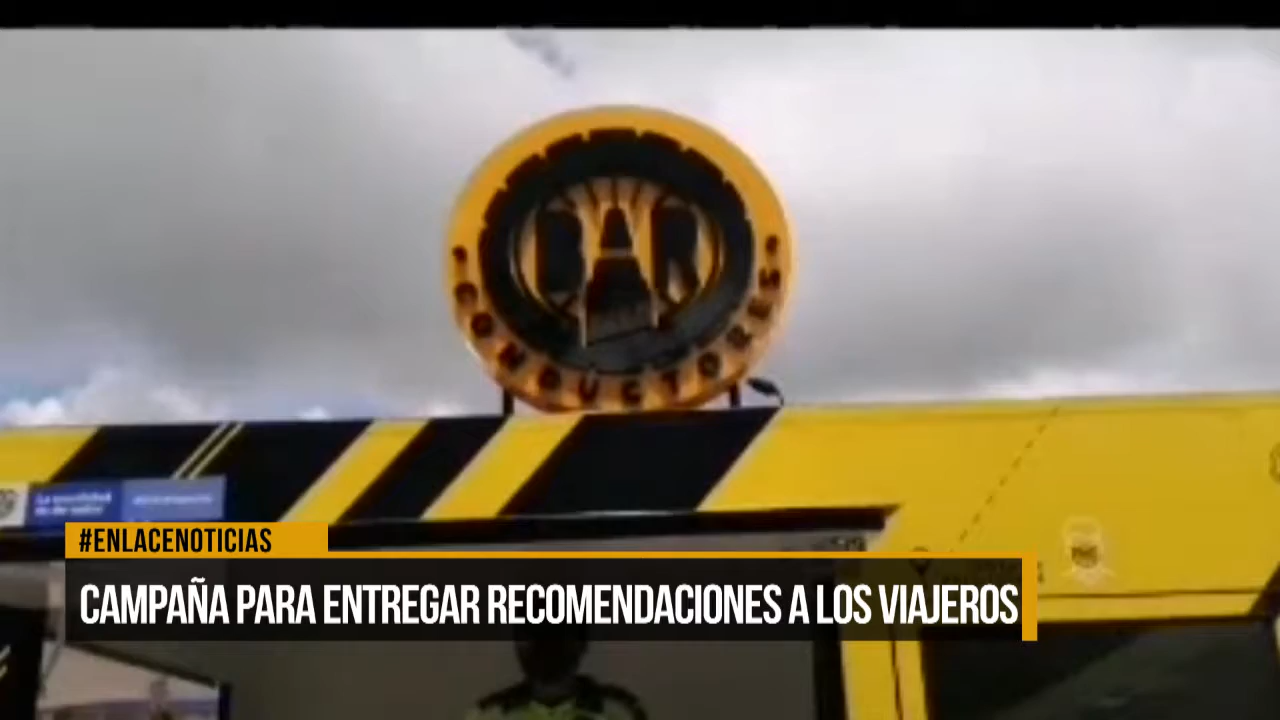 BAR
CONDUCTORES
#ENLACENOTICIAS
CAMPAÑA PARA ENTREGAR RECOMENDACIONES A LOS VIAJEROS